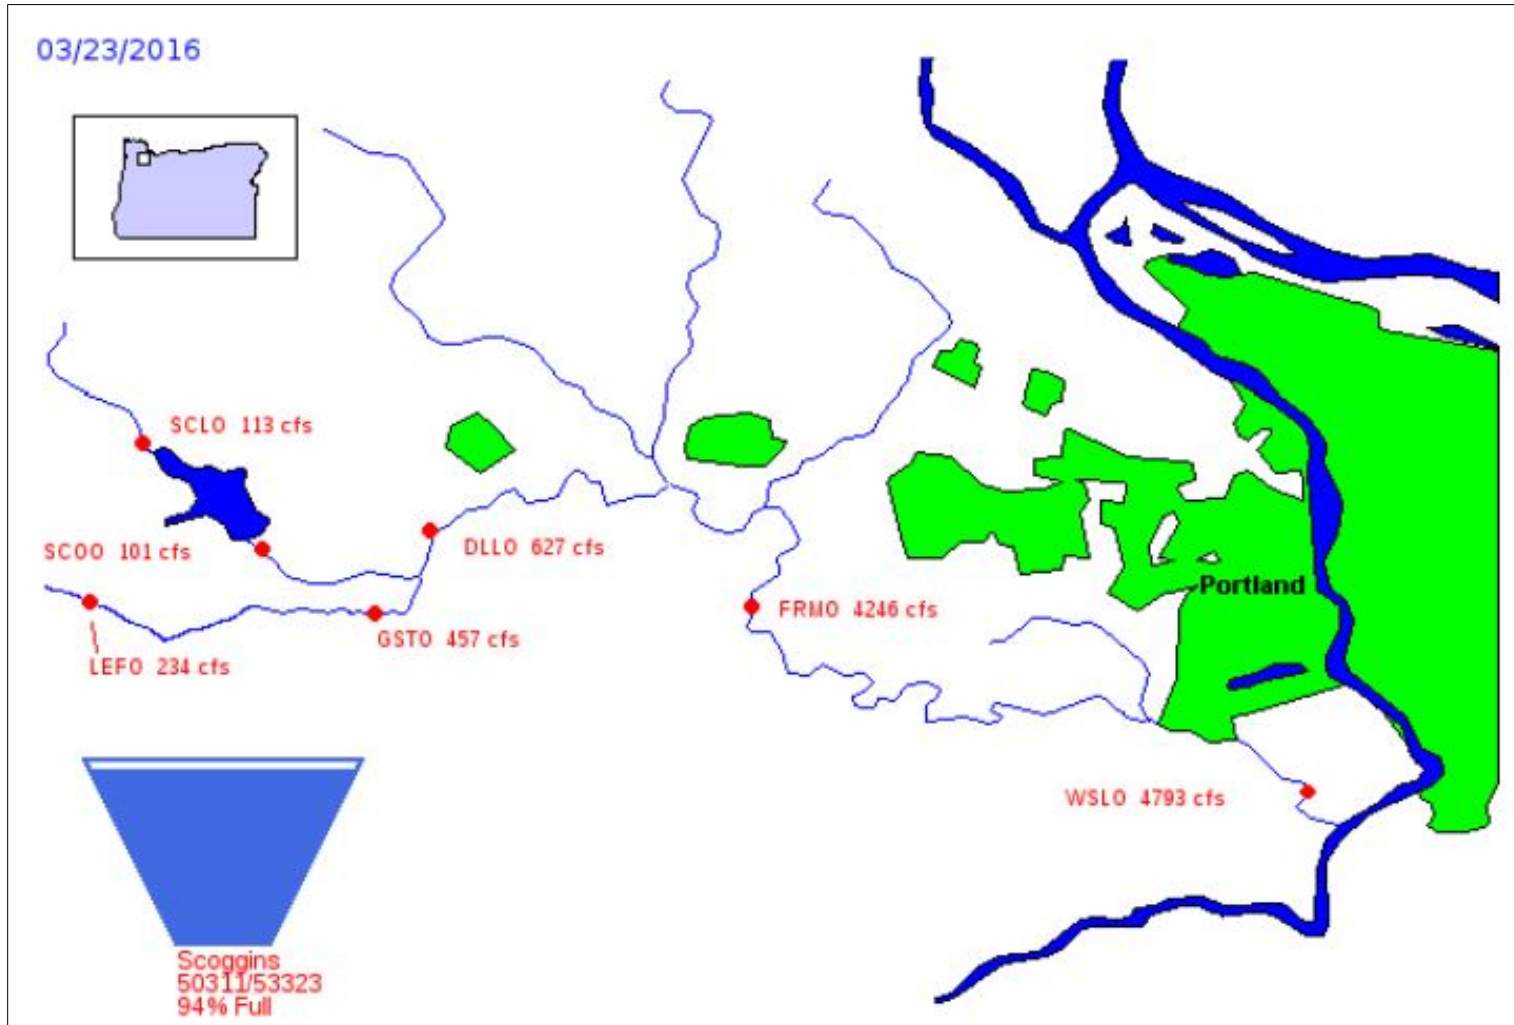 03/23/2016
SCLO 113 cfs
SCOO 101 cfs
DLLO 627 cfs
Portland
FRMO 4246 cfs
GSTO 457 cfs
LEFO 234 cfs
WSLO 4793 cfs
Scoggins
50311/53323
94% Full